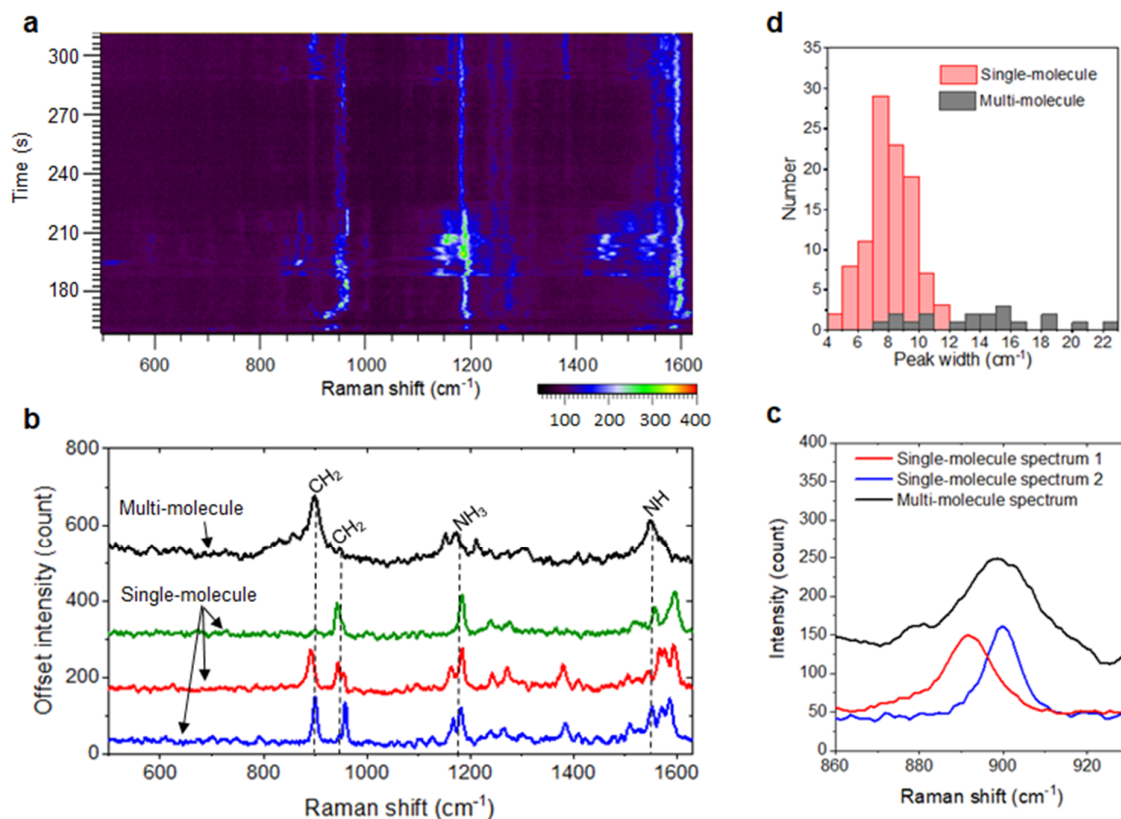 a
310
270
240
210
180
Time (s)
600
800
1000
1200
1400
1600
Raman shift (cm-1)
100 200 300 400
b
800
600
400
200
0
Offset intensity (count)
Multi-molecule
Single-molecule
CH2
CH2
NH3
NH
600
800
1000
1200
1400
1600
Raman shift (cm-1)
d
35
30
25
20
15
10
5
0
Number
Single-molecule
Multi-molecule
4 6 8 10 12 14 16 18 20 22
Peak width (cm-1)
c
400
350
300
250
200
150
100
50
0
Intensity (count)
Single-molecule spectrum 1
Single-molecule spectrum 2
Multi-molecule spectrum
860
880
900
920
Raman shift (cm-1)